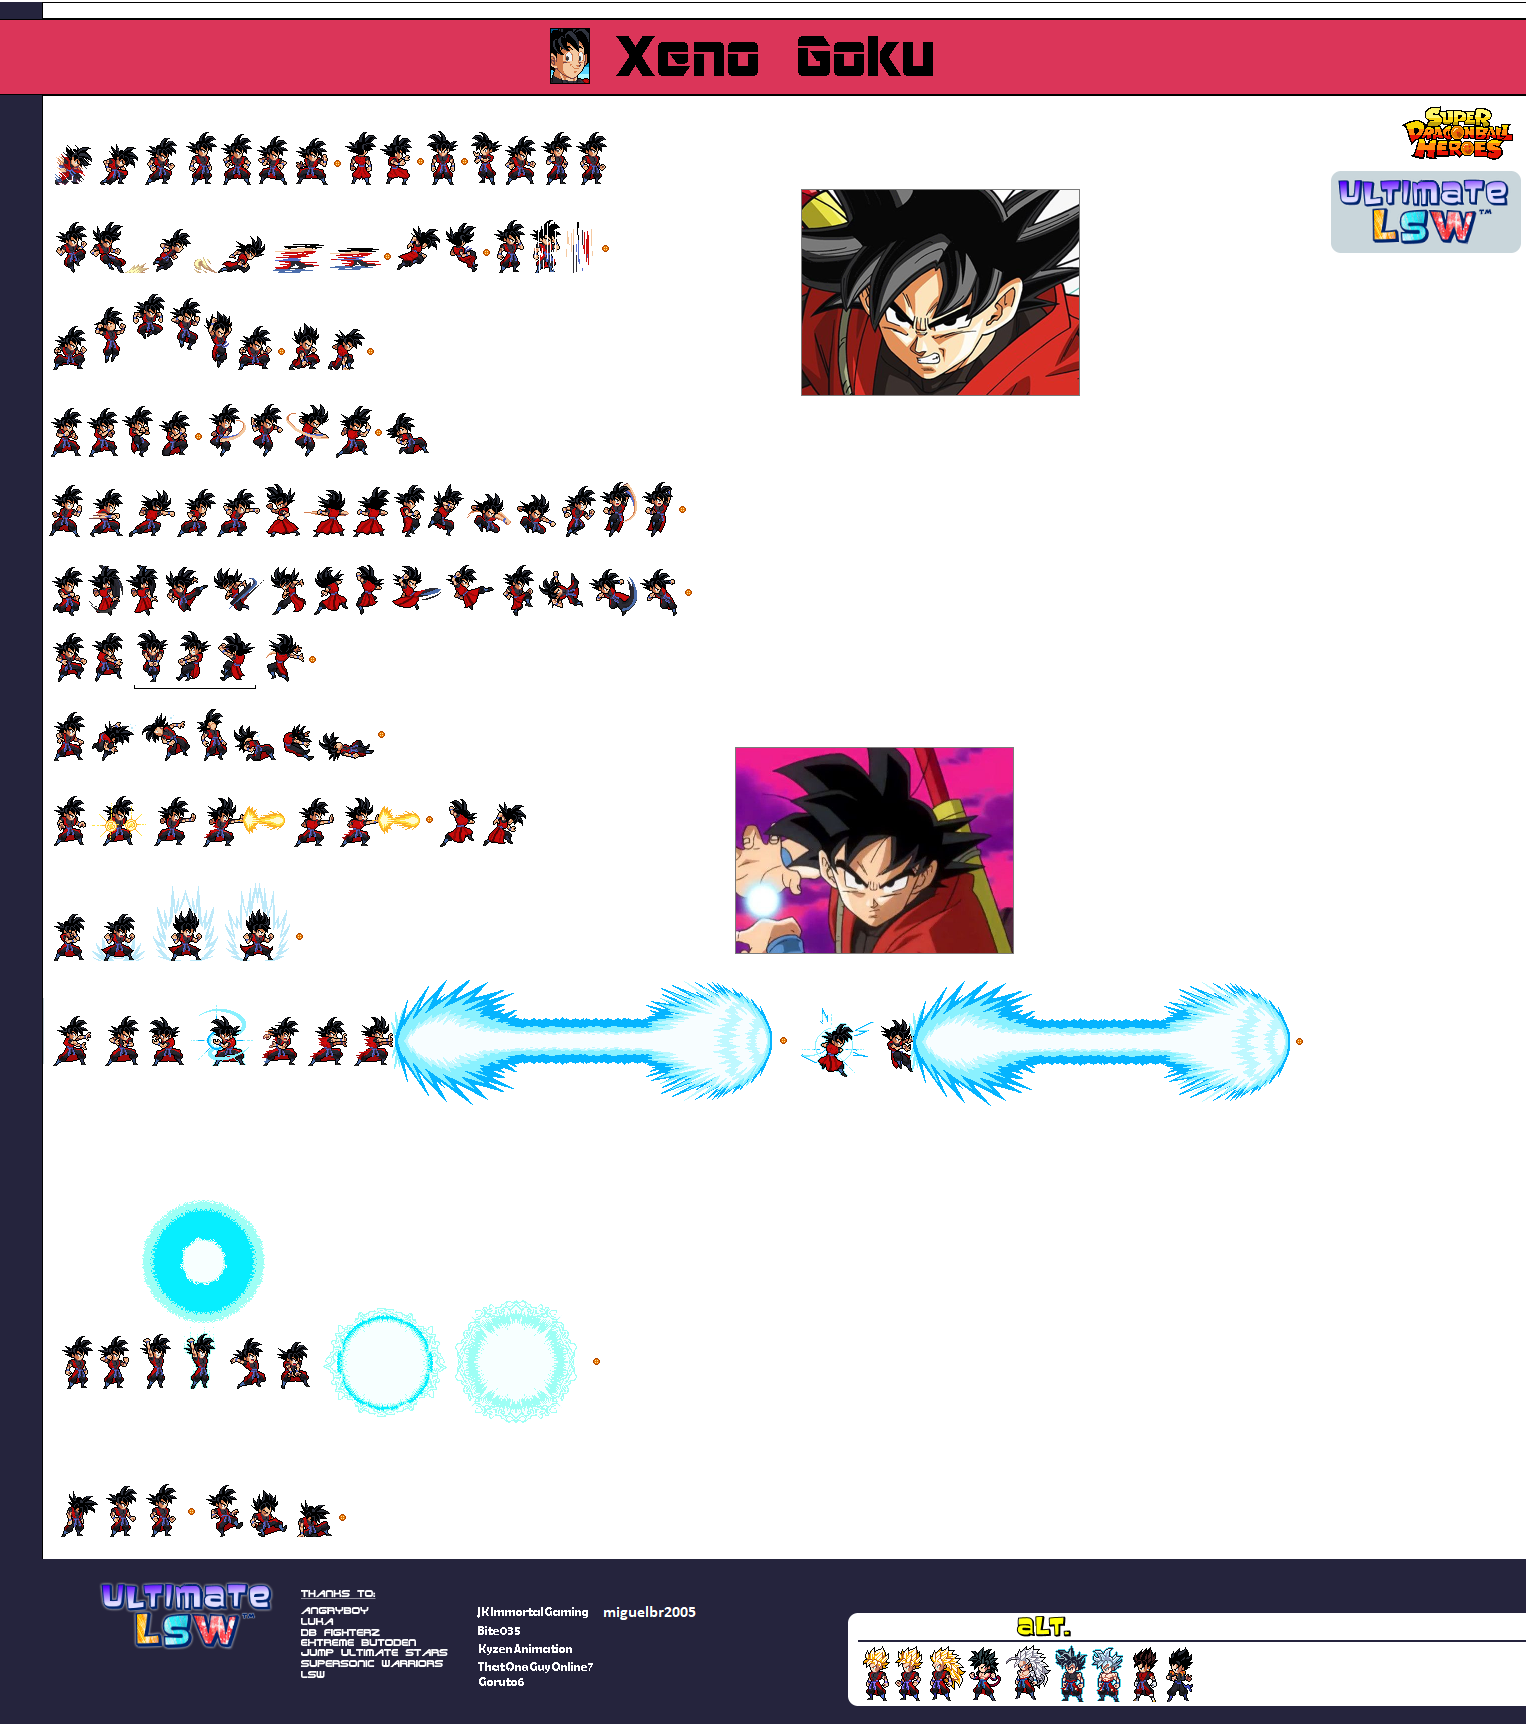 Xeno Goku
SUPER
DRAGONBALL
HEROES
ULTIMATE
LSW™
ULTIMATE
LSW™
THANKS TO:
ANGRYBOY
LUKA
DB FIGHTERZ
EXTREME BUTODEN
JUMP ULTIMATE STARS
SUPERSONIC WARRIORS
LSW
JKImmortalGaming miguelbr2005
Bite035
KyzenAnimation
ThatOneGuyOnline7
Goruto6
ALT.